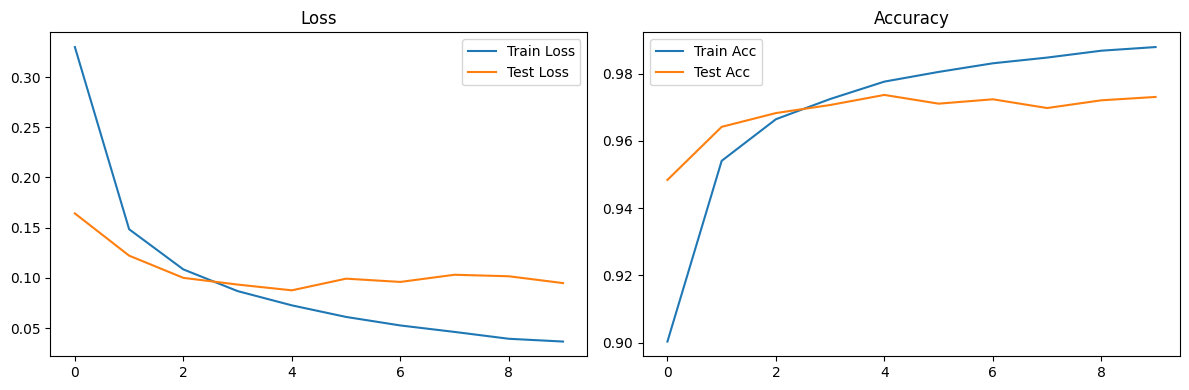 Loss
Train Loss
Test Loss
0.30
0.25
0.20
0.15
0.10
0.05
0 2 4 6 8
Accuracy
Train Acc
Test Acc
0.98
0.96
0.94
0.92
0.90
0 2 4 6 8